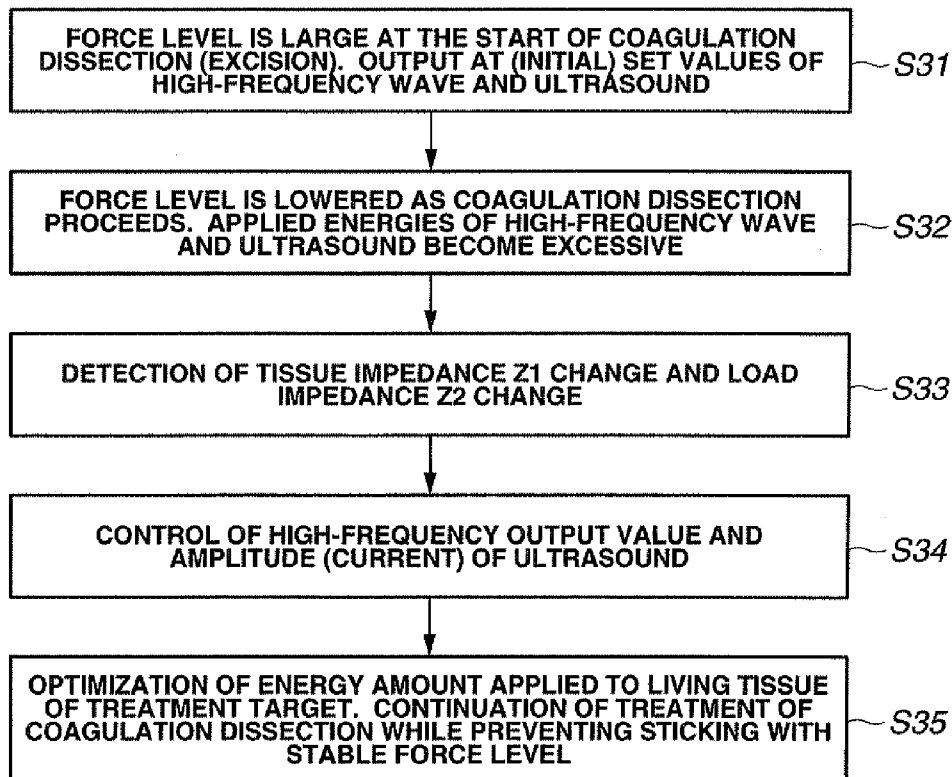 FORCE LEVEL IS LARGE AT THE START OF COAGULATION
DISSECTION (EXCISION). OUTPUT AT (INITIAL) SET VALUES OF
HIGH-FREQUENCY WAVE AND ULTRASOUND
S31
FORCE LEVEL IS LOWERED AS COAGULATION DISSECTION
PROCEEDS. APPLIED ENERGIES OF HIGH-FREQUENCY WAVE
AND ULTRASOUND BECOME EXCESSIVE
S32
DETECTION OF TISSUE IMPEDANCE Z1 CHANGE AND LOAD
IMPEDANCE Z2 CHANGE
S33
CONTROL OF HIGH-FREQUENCY OUTPUT VALUE AND
AMPLITUDE (CURRENT) OF ULTRASOUND
S34
OPTIMIZATION OF ENERGY AMOUNT APPLIED TO LIVING TISSUE
OF TREATMENT TARGET. CONTINUATION OF TREATMENT OF
COAGULATION DISSECTION WHILE PREVENTING STICKING WITH
STABLE FORCE LEVEL
S35